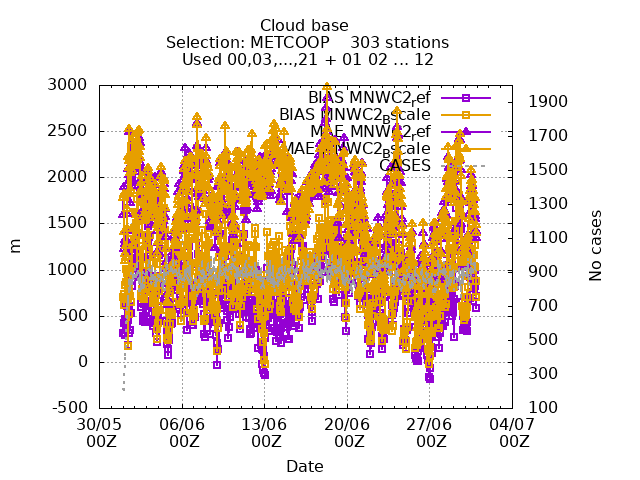 Cloud base
Selection: METCOOP 303 stations
Used 00,03,...,21 + 01 02 ... 12
3000
2500
2000
1500
1000
500
0
-500
1900
1700
1500
1300
1100
900
700
500
300
100
BIAS MNWC2_ref
BIAS MNWC2_Bscale
MAE MNWC2_ref
MAE MNWC2_Bscale
CASES
m
No cases
30/05 06/06 13/06 20/06 27/06 04/07
00Z 00Z 00Z 00Z 00Z 00Z
Date